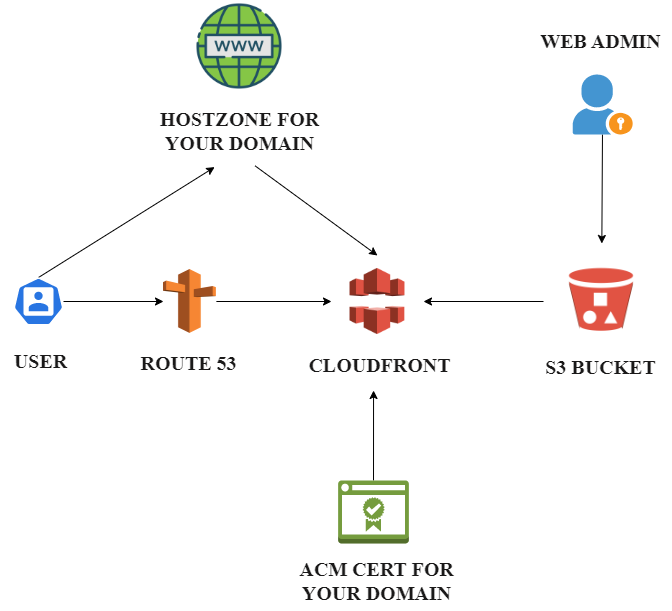 WWW
HOSTZONE FOR
YOUR DOMAIN
WEB ADMIN
USER
ROUTE 53
CLOUDFRONT
S3 BUCKET
ACM CERT FOR
YOUR DOMAIN